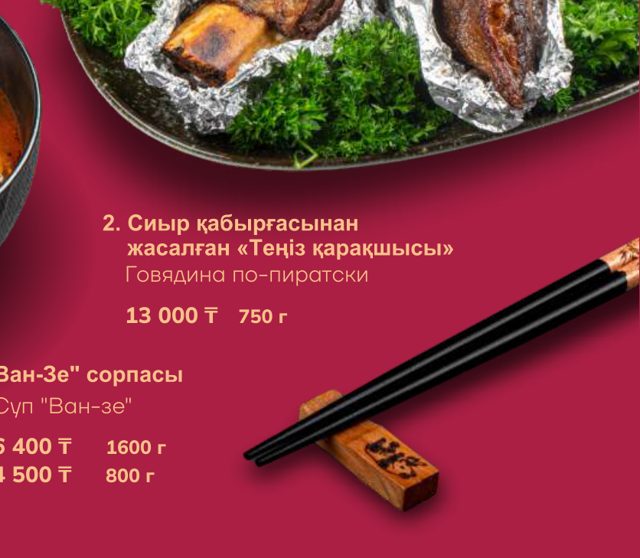 2. Сиыр қабырғасынан
жасалған «Теңіз қарақшысы»
Говядина по-пиратски
13 000 ₸ 750 г
Ван-Зе" сорпасы
Суп "Ван-зе"
6 400 ₸ 1600 г
4 500 ₸ 800 г